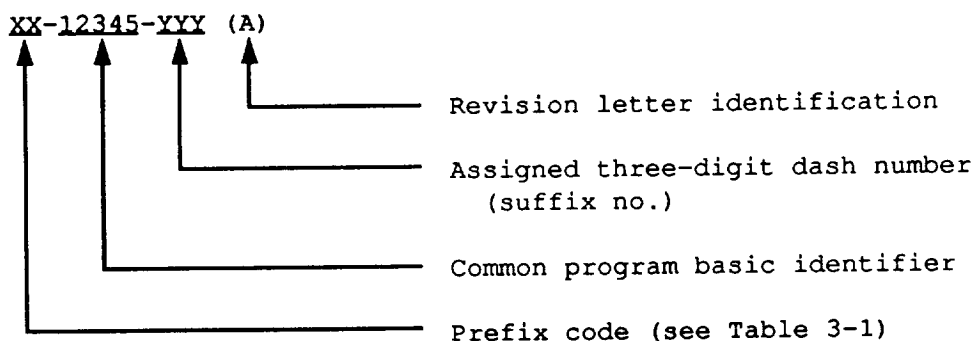 XX-12345-YYY (A)
Revision letter identification
Assigned three-digit dash number
(suffix no.)
Common program basic identifier
Prefix code (see Table 3-1)